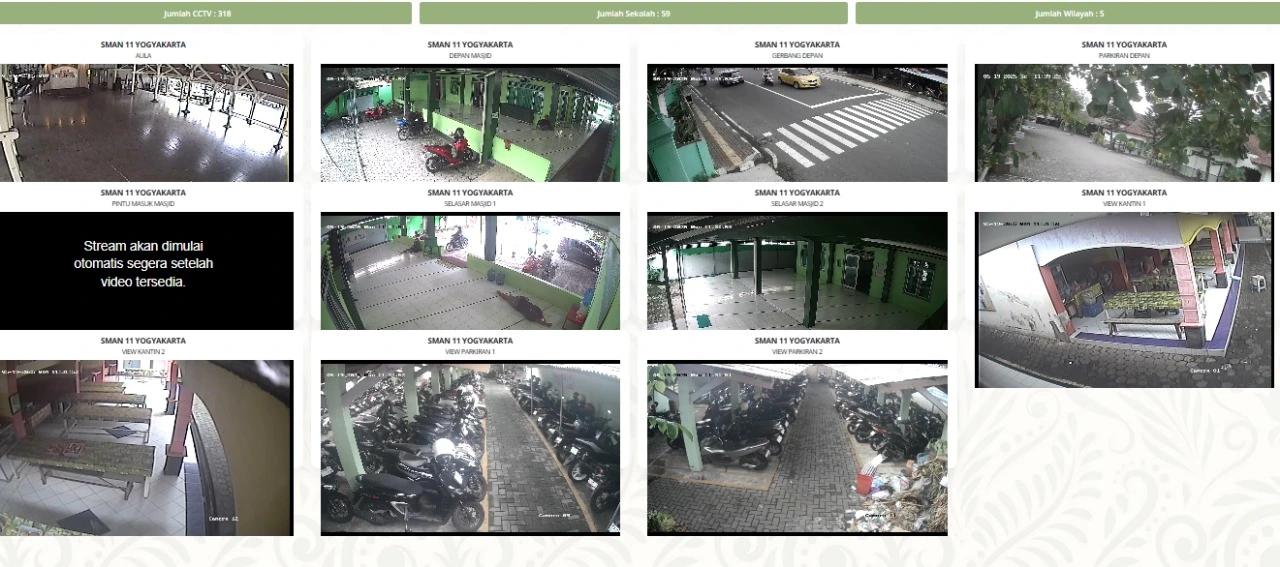 Jumlah CCTV : 318
Jumlah Sekolah : 59
Jumlah Wilayah : 5
SMAN 11 YOGYAKARTA
AULA
SMAN 11 YOGYAKARTA
DEPAN MASJID
SMAN 11 YOGYAKARTA
GERBANG DEPAN
SMAN 11 YOGYAKARTA
PARKIRAN DEPAN
SMAN 11 YOGYAKARTA
PINTU MASUK MASJID
Stream akan dimulai
otomatis segera setelah
video tersedia.
SMAN 11 YOGYAKARTA
SELASAR MASJID 1
SMAN 11 YOGYAKARTA
SELASAR MASJID 2
SMAN 11 YOGYAKARTA
VIEW KANTIN 1
Camera 01
SMAN 11 YOGYAKARTA
VIEW KANTIN 2
Camera 12
SMAN 11 YOGYAKARTA
VIEW PARKIRAN 1
SMAN 11 YOGYAKARTA
VIEW PARKIRAN 2